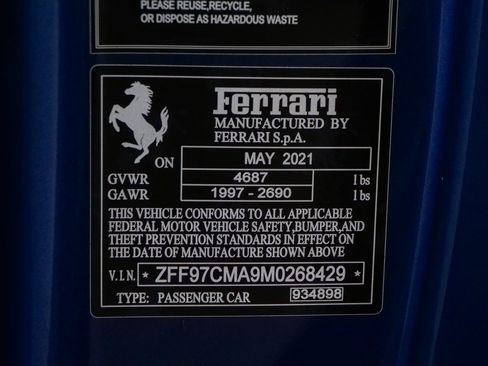 PLEASE REUSE,RECYCLE,
OR DISPOSE AS HAZARDOUS WASTE
Ferrari
MANUFACTURED BY
FERRARI S.p.A.
ON MAY 2021
GVWR 4687 lbs
GAWR 1997 - 2690 lbs
THIS VEHICLE CONFORMS TO ALL APPLICABLE
FEDERAL MOTOR VEHICLE SAFETY,BUMPER,AND
THEFT PREVENTION STANDARDS IN EFFECT ON
THE DATE OF MANUFACTURE SHOWN ABOVE
V.I.N. * ZFF97CMA9M0268429 *
TYPE: PASSENGER CAR 934898